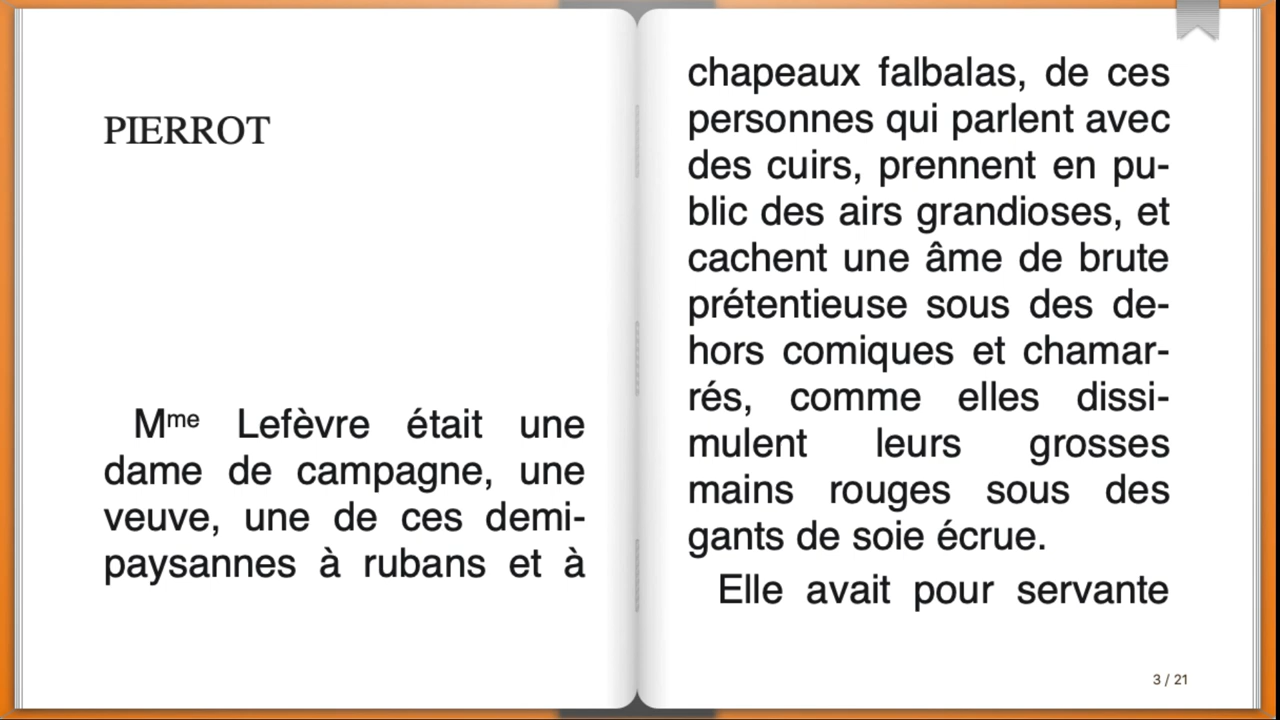 PIERROT
Mme Lefèvre était une
dame de campagne, une
veuve, une de ces demi-
paysannes à rubans et à
chapeaux falbalas, de ces
personnes qui parlent avec
des cuirs, prennent en pu-
blic des airs grandioses, et
cachent une âme de brute
prétentieuse sous des de-
hors comiques et chamar-
rés, comme elles dissi-
mulent leurs grosses
mains rouges sous des
gants de soie écrue.
Elle avait pour servante
3 / 21